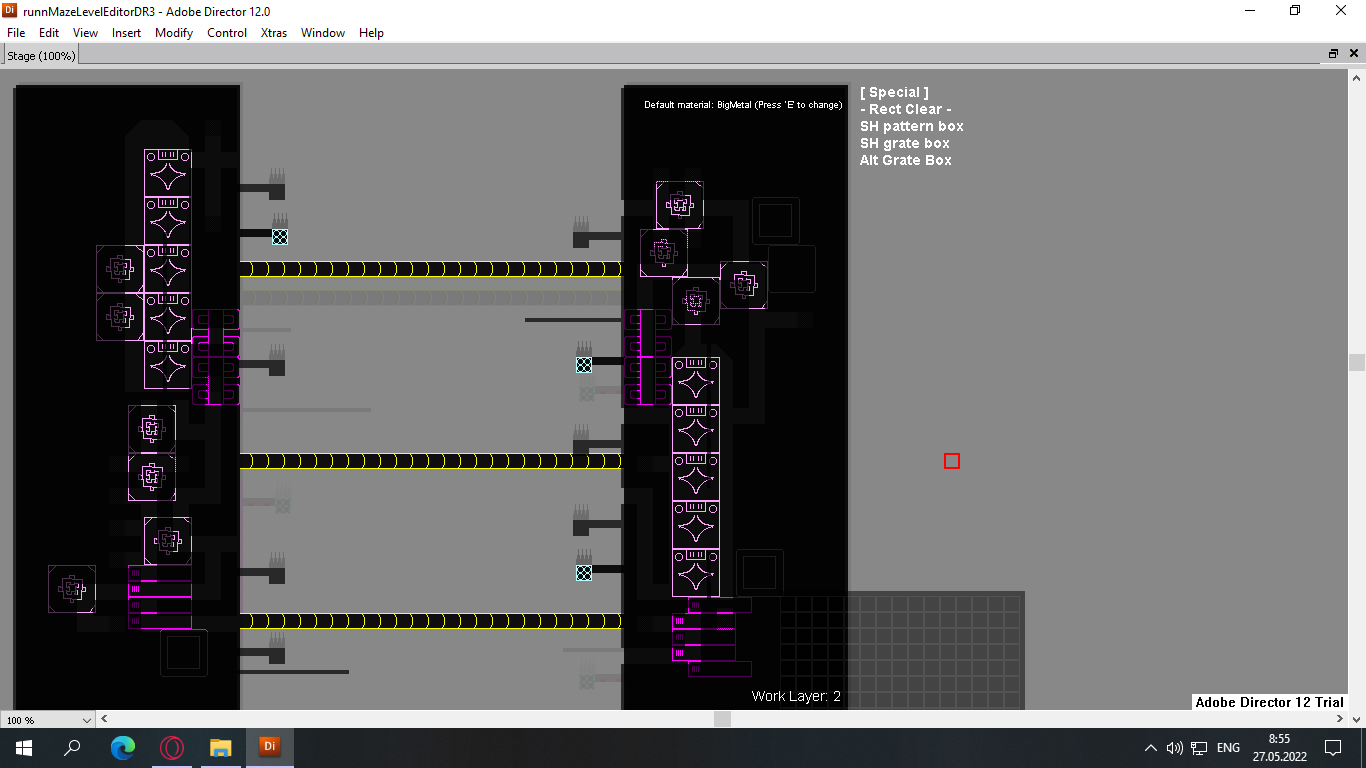 Di runnMazeLevelEditorDR3 - Adobe Director 12.0
File Edit View Insert Modify Control Xtras Window Help
Stage (100%)
[ Special ]
Default material: BigMetal (Press 'E' to change)
- Rect Clear -
SH pattern box
SH grate box
Alt Grate Box
Work Layer: 2
Adobe Director 12 Trial
100 %
Di
ENG
8:55
27.05.2022